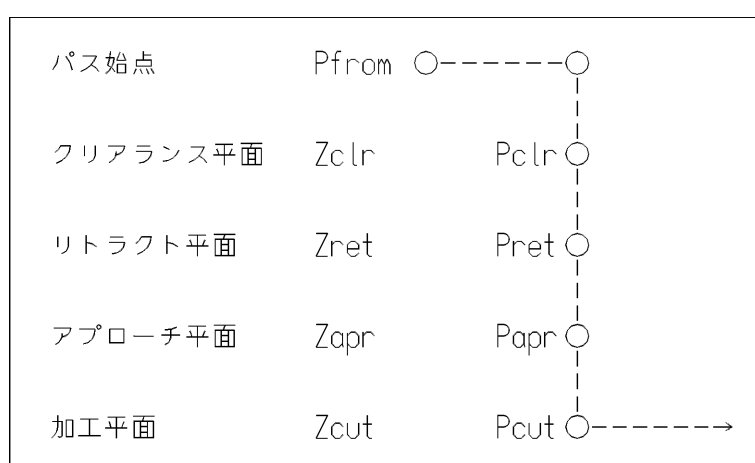 パス始点 Pfrom
クリアランス平面 Zclr Pclr
リトラクト平面 Zret Pret
アプローチ平面 Zapr Papr
加工平面 Zcut Pcut